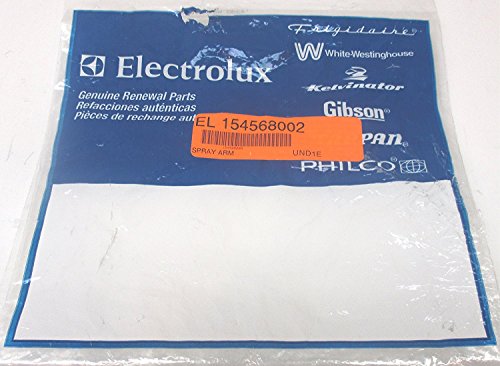 Frigidaire
White-Westinghouse
Electrolux
Kelvinator
Genuine Renewal Parts
Refacciones auténticas
Gibson
Pièces de rechange
EL 154568002
SPRAY ARM
UND1E
PHILCO